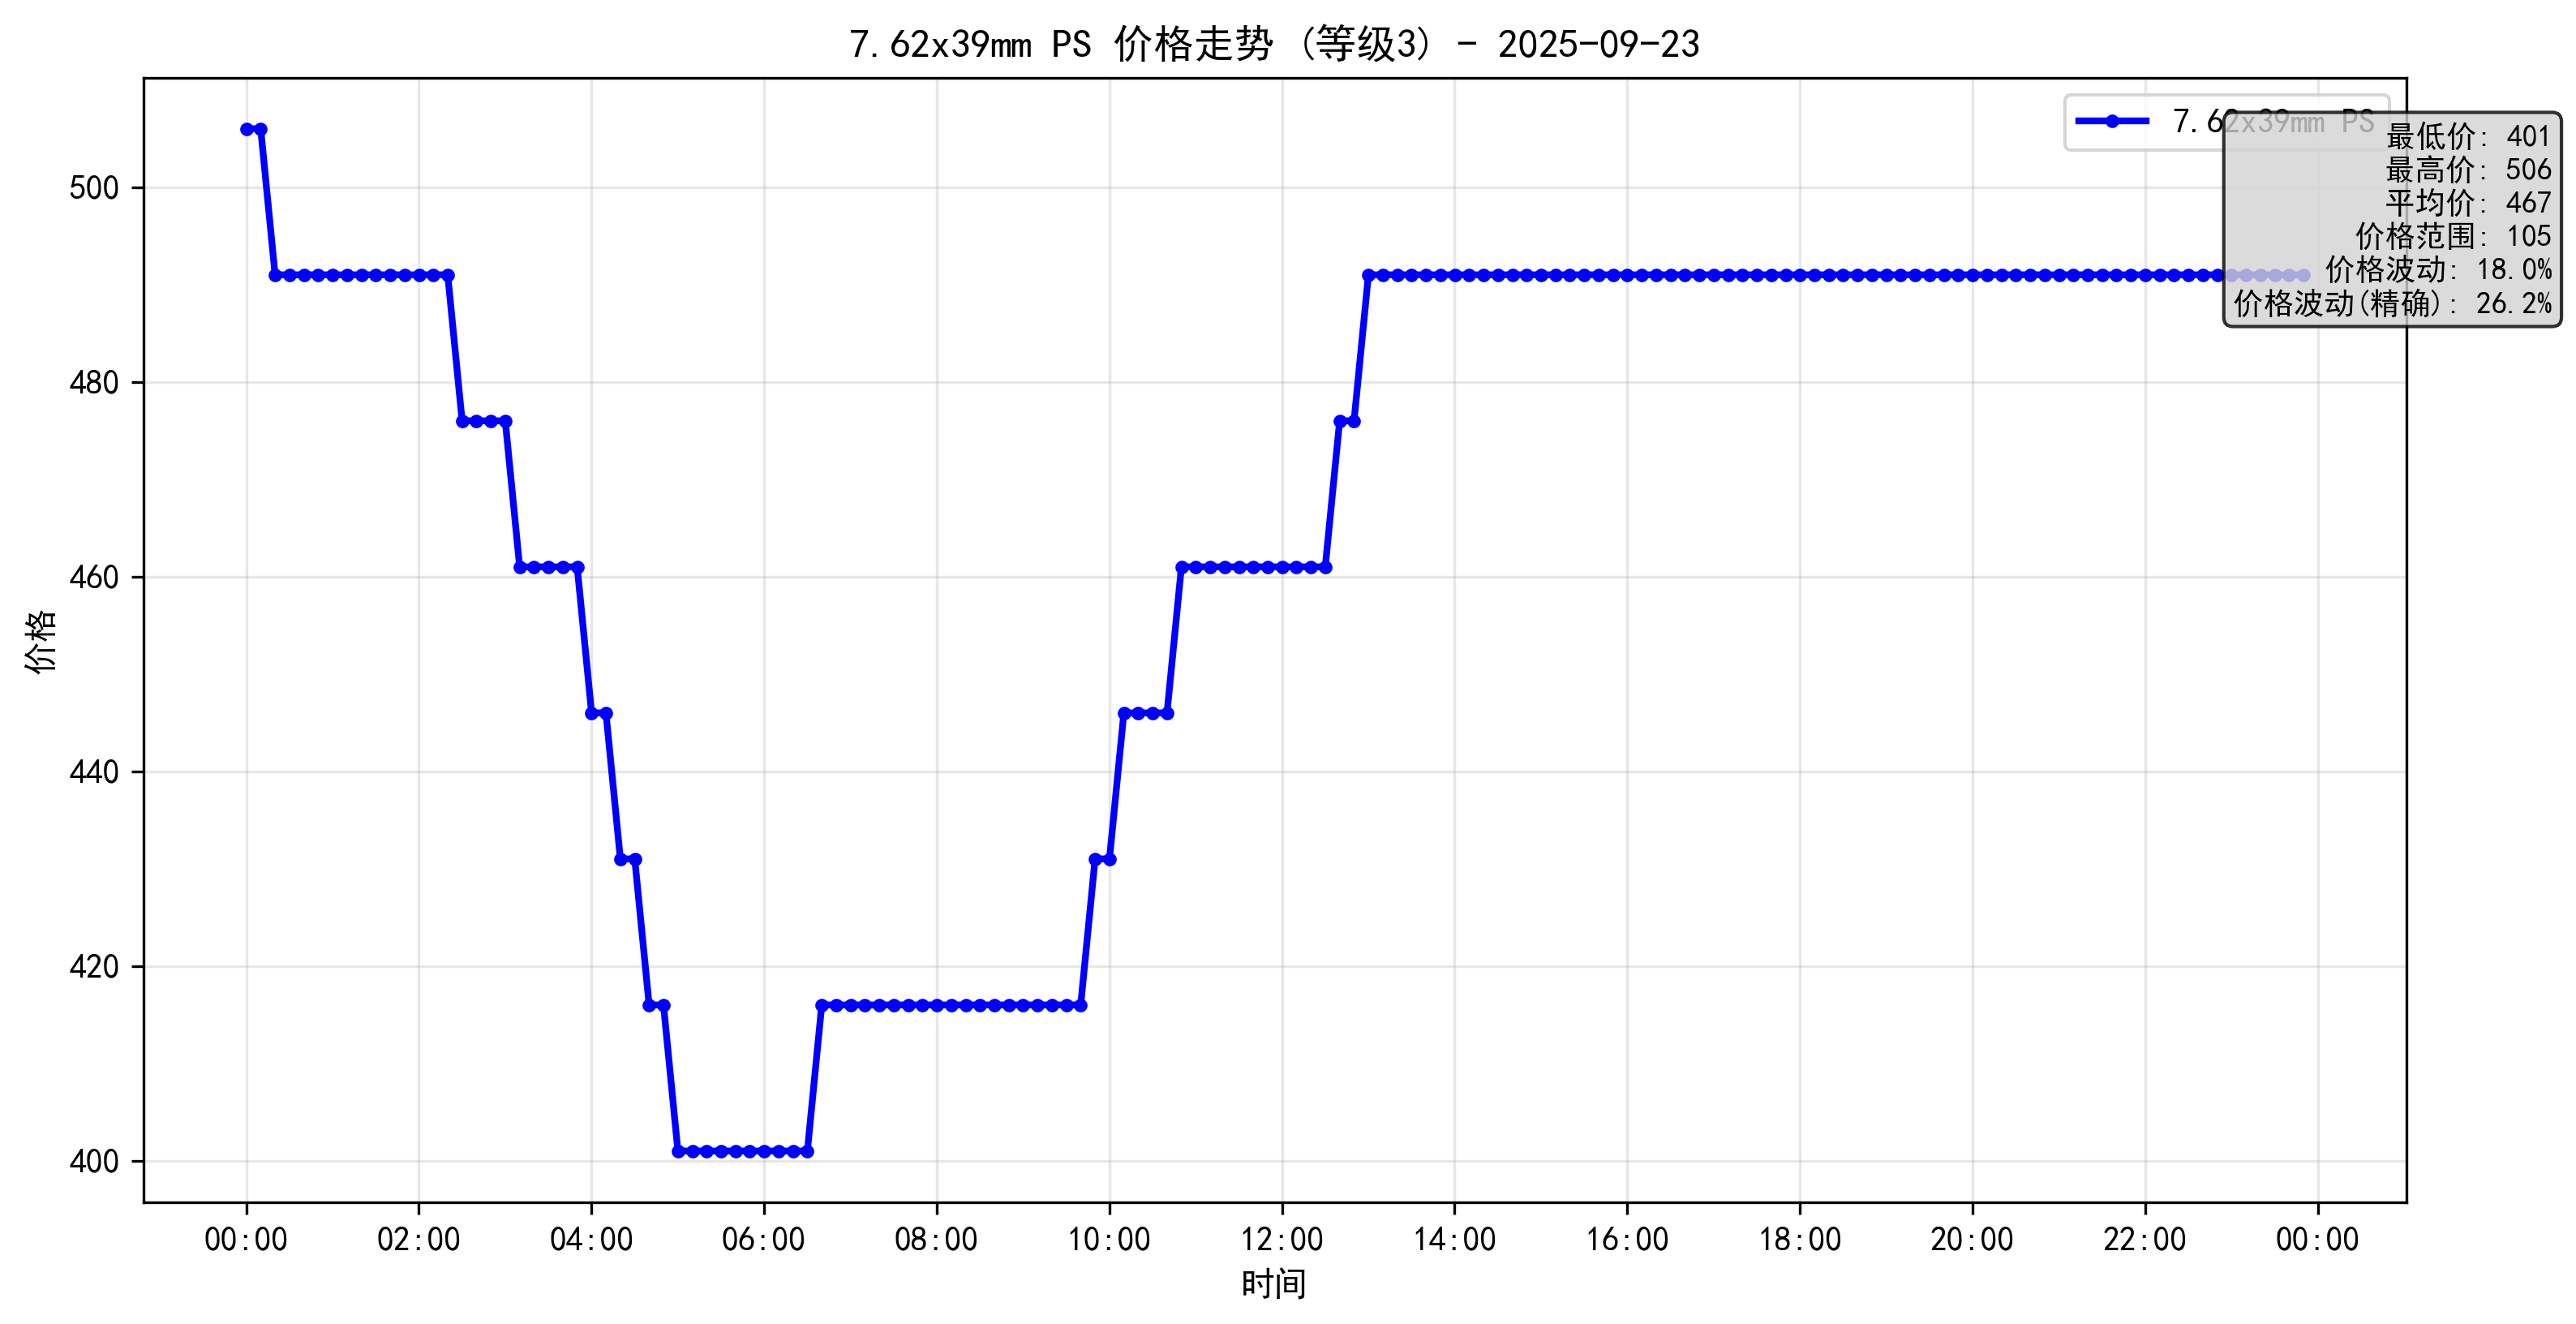 7.62x39mm PS 价格走势 (等级3) - 2025-09-23
7.62x39mm PS
最低价: 401
最高价: 506
平均价: 467
价格范围: 105
价格波动: 18.0%
价格波动(精确): 26.2%
价格
500
480
460
440
420
400
00:00 02:00 04:00 06:00 08:00 10:00 12:00 14:00 16:00 18:00 20:00 22:00 00:00
时间